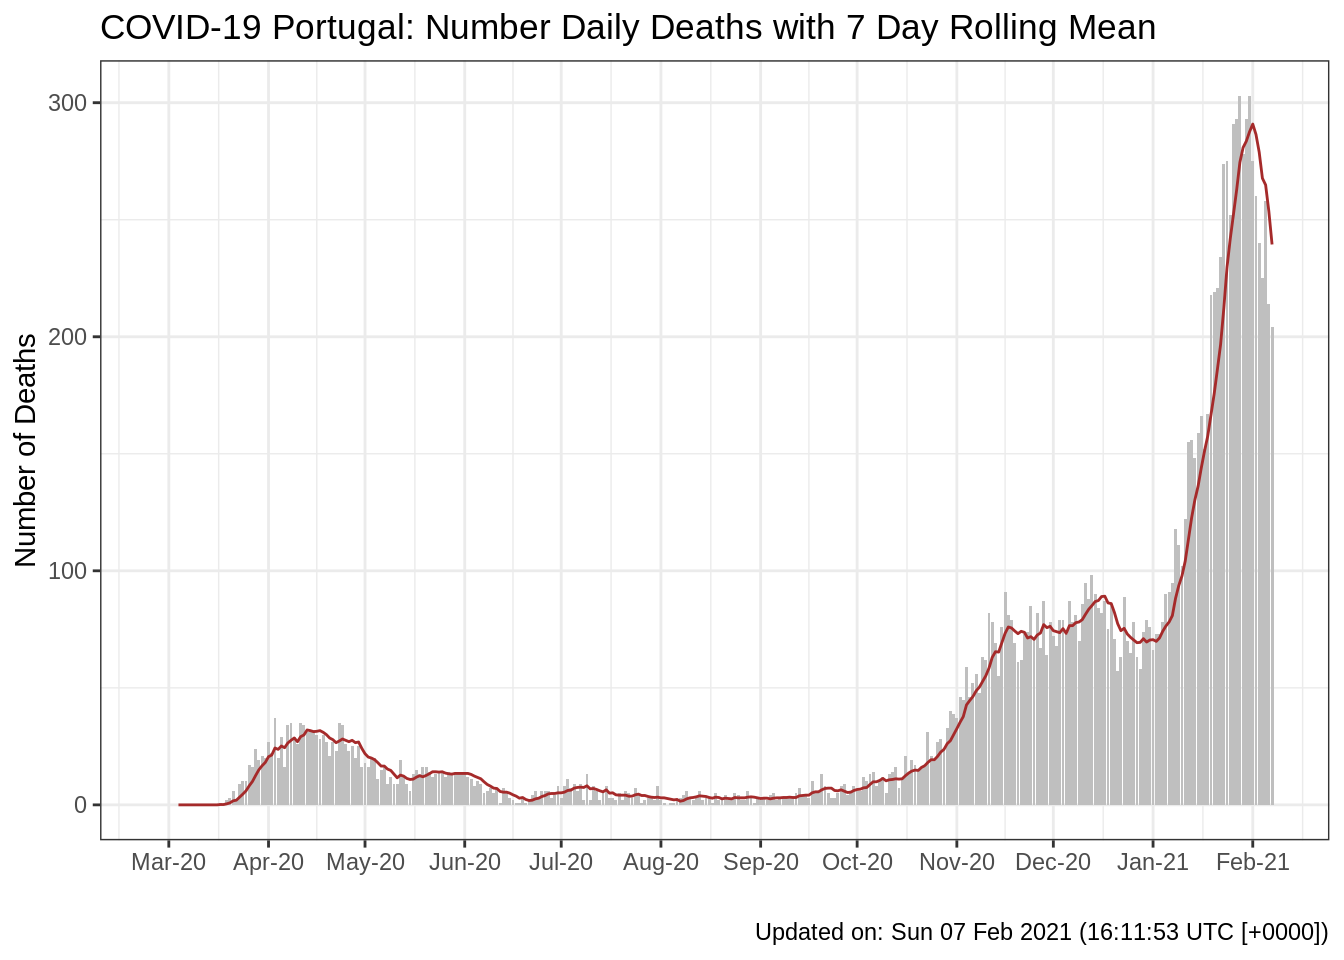 COVID-19 Portugal: Number Daily Deaths with 7 Day Rolling Mean
Number of Deaths
300
200
100
0
Mar-20 Apr-20 May-20 Jun-20 Jul-20 Aug-20 Sep-20 Oct-20 Nov-20 Dec-20 Jan-21 Feb-21
Updated on: Sun 07 Feb 2021 (16:11:53 UTC [+0000])